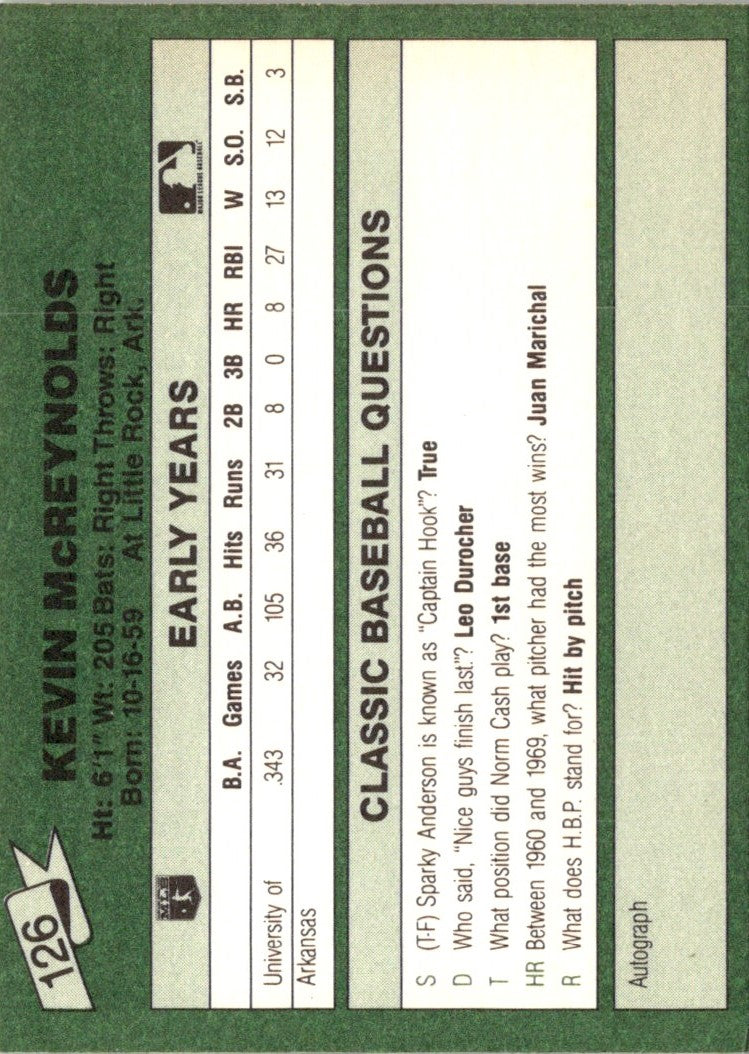 126
KEVIN McREYNOLDS
Ht: 6'1" Wt: 205 Bats: Right Throws: Right
Born: 10-16-59 At Little Rock, Ark.
EARLY YEARS
MAJOR LEAGUE BASEBALL
B.A. Games A.B. Hits Runs 2B 3B HR RBI W S.O. S.B.
University of .343 32 105 36 31 8 0 8 27 13 12 3
Arkansas
CLASSIC BASEBALL QUESTIONS
S (T-F) Sparky Anderson is known as "Captain Hook"? True
D Who said, "Nice guys finish last"? Leo Durocher
T What position did Norm Cash play? 1st base
HR Between 1960 and 1969, what pitcher had the most wins? Juan Marichal
R What does H.B.P. stand for? Hit by pitch
Autograph